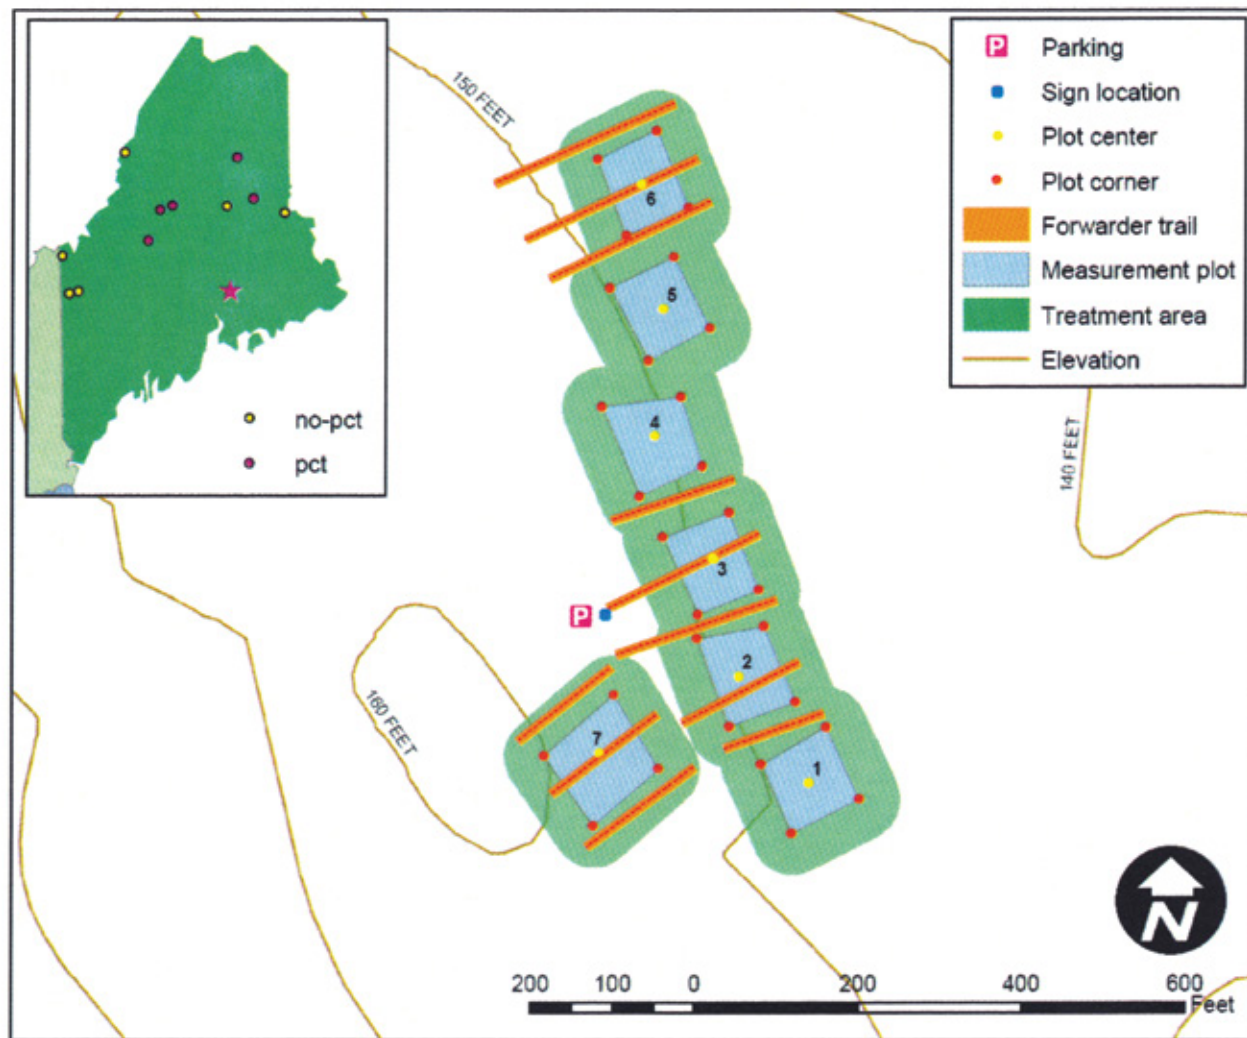 no-pct
pct
150 FEET
6
5
4
3
2
1
7
P
160 FEET
140 FEET
P Parking
Sign location
Plot center
Plot corner
Forwarder trail
Measurement plot
Treatment area
Elevation
N
200 100 0 200 400 600
Feet